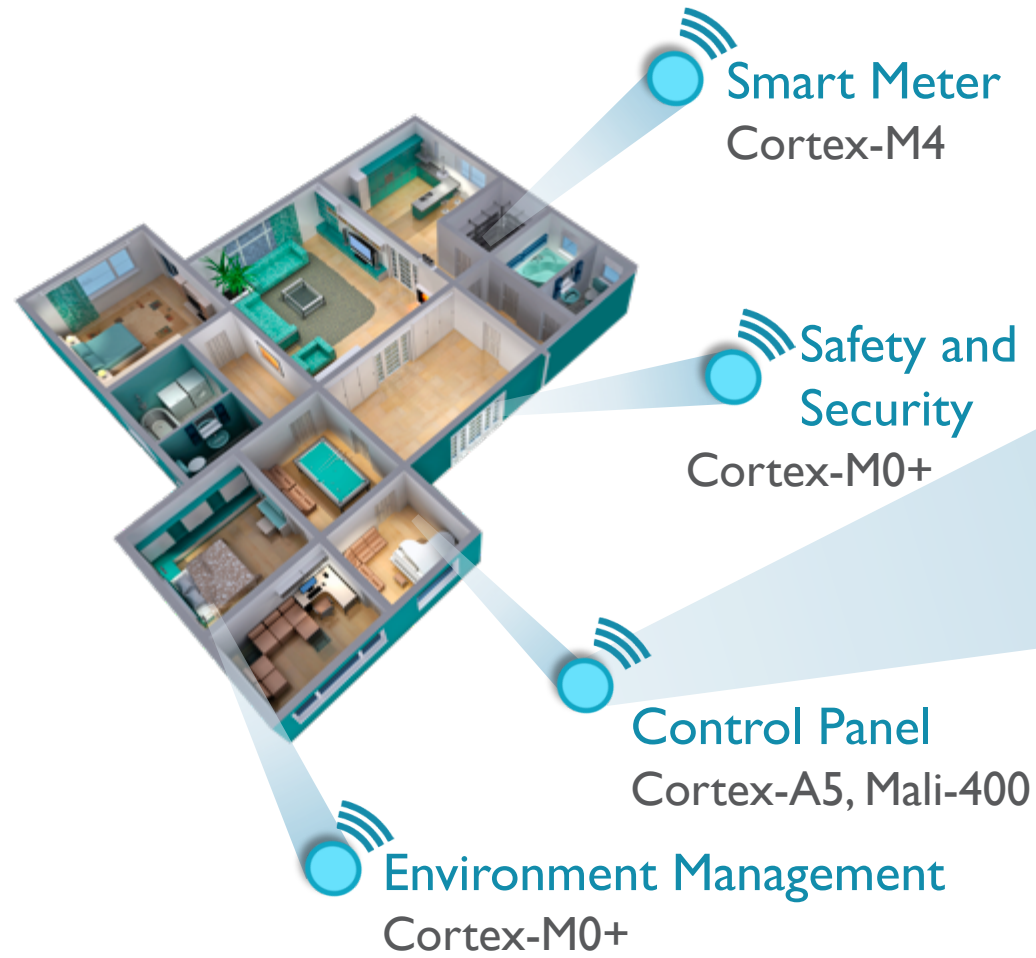 Smart Meter
Cortex-M4
Safety and
Security
Cortex-M0+
Control Panel
Cortex-A5, Mali-400
Environment Management
Cortex-M0+